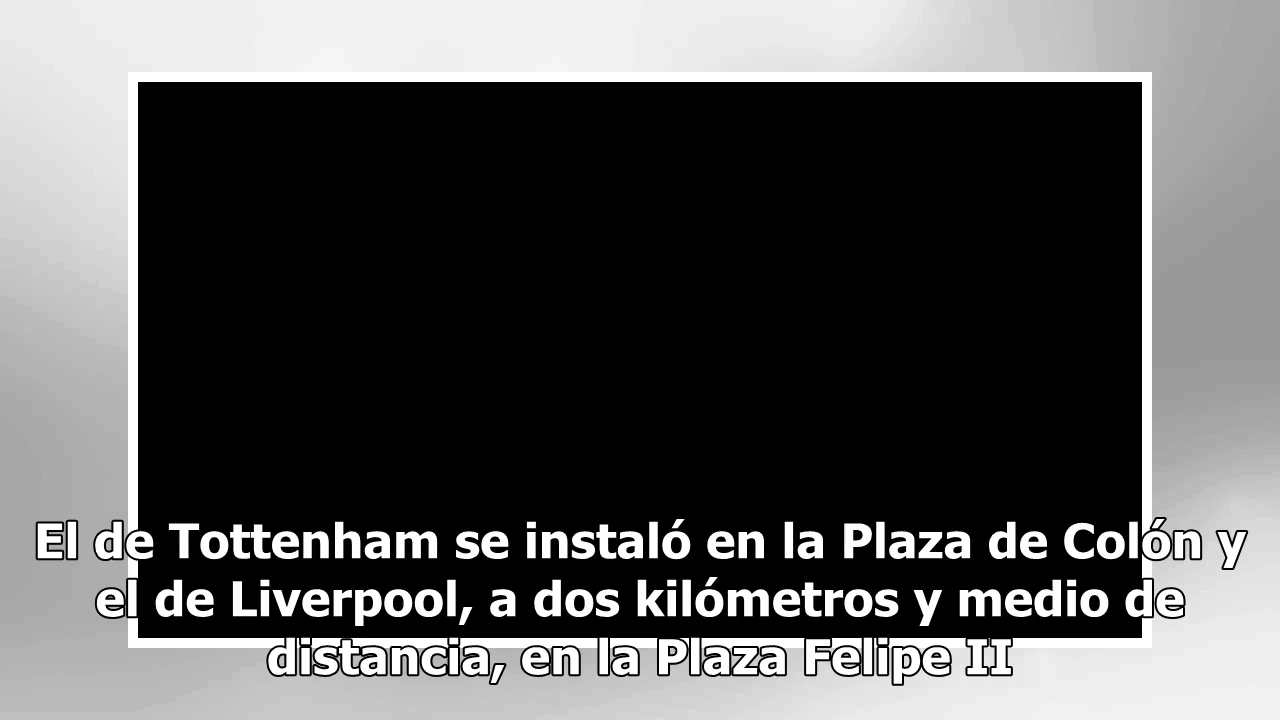 El de Tottenham se instaló en la Plaza de Colón y
el de Liverpool, a dos kilómetros y medio de
distancia, en la Plaza Felipe II